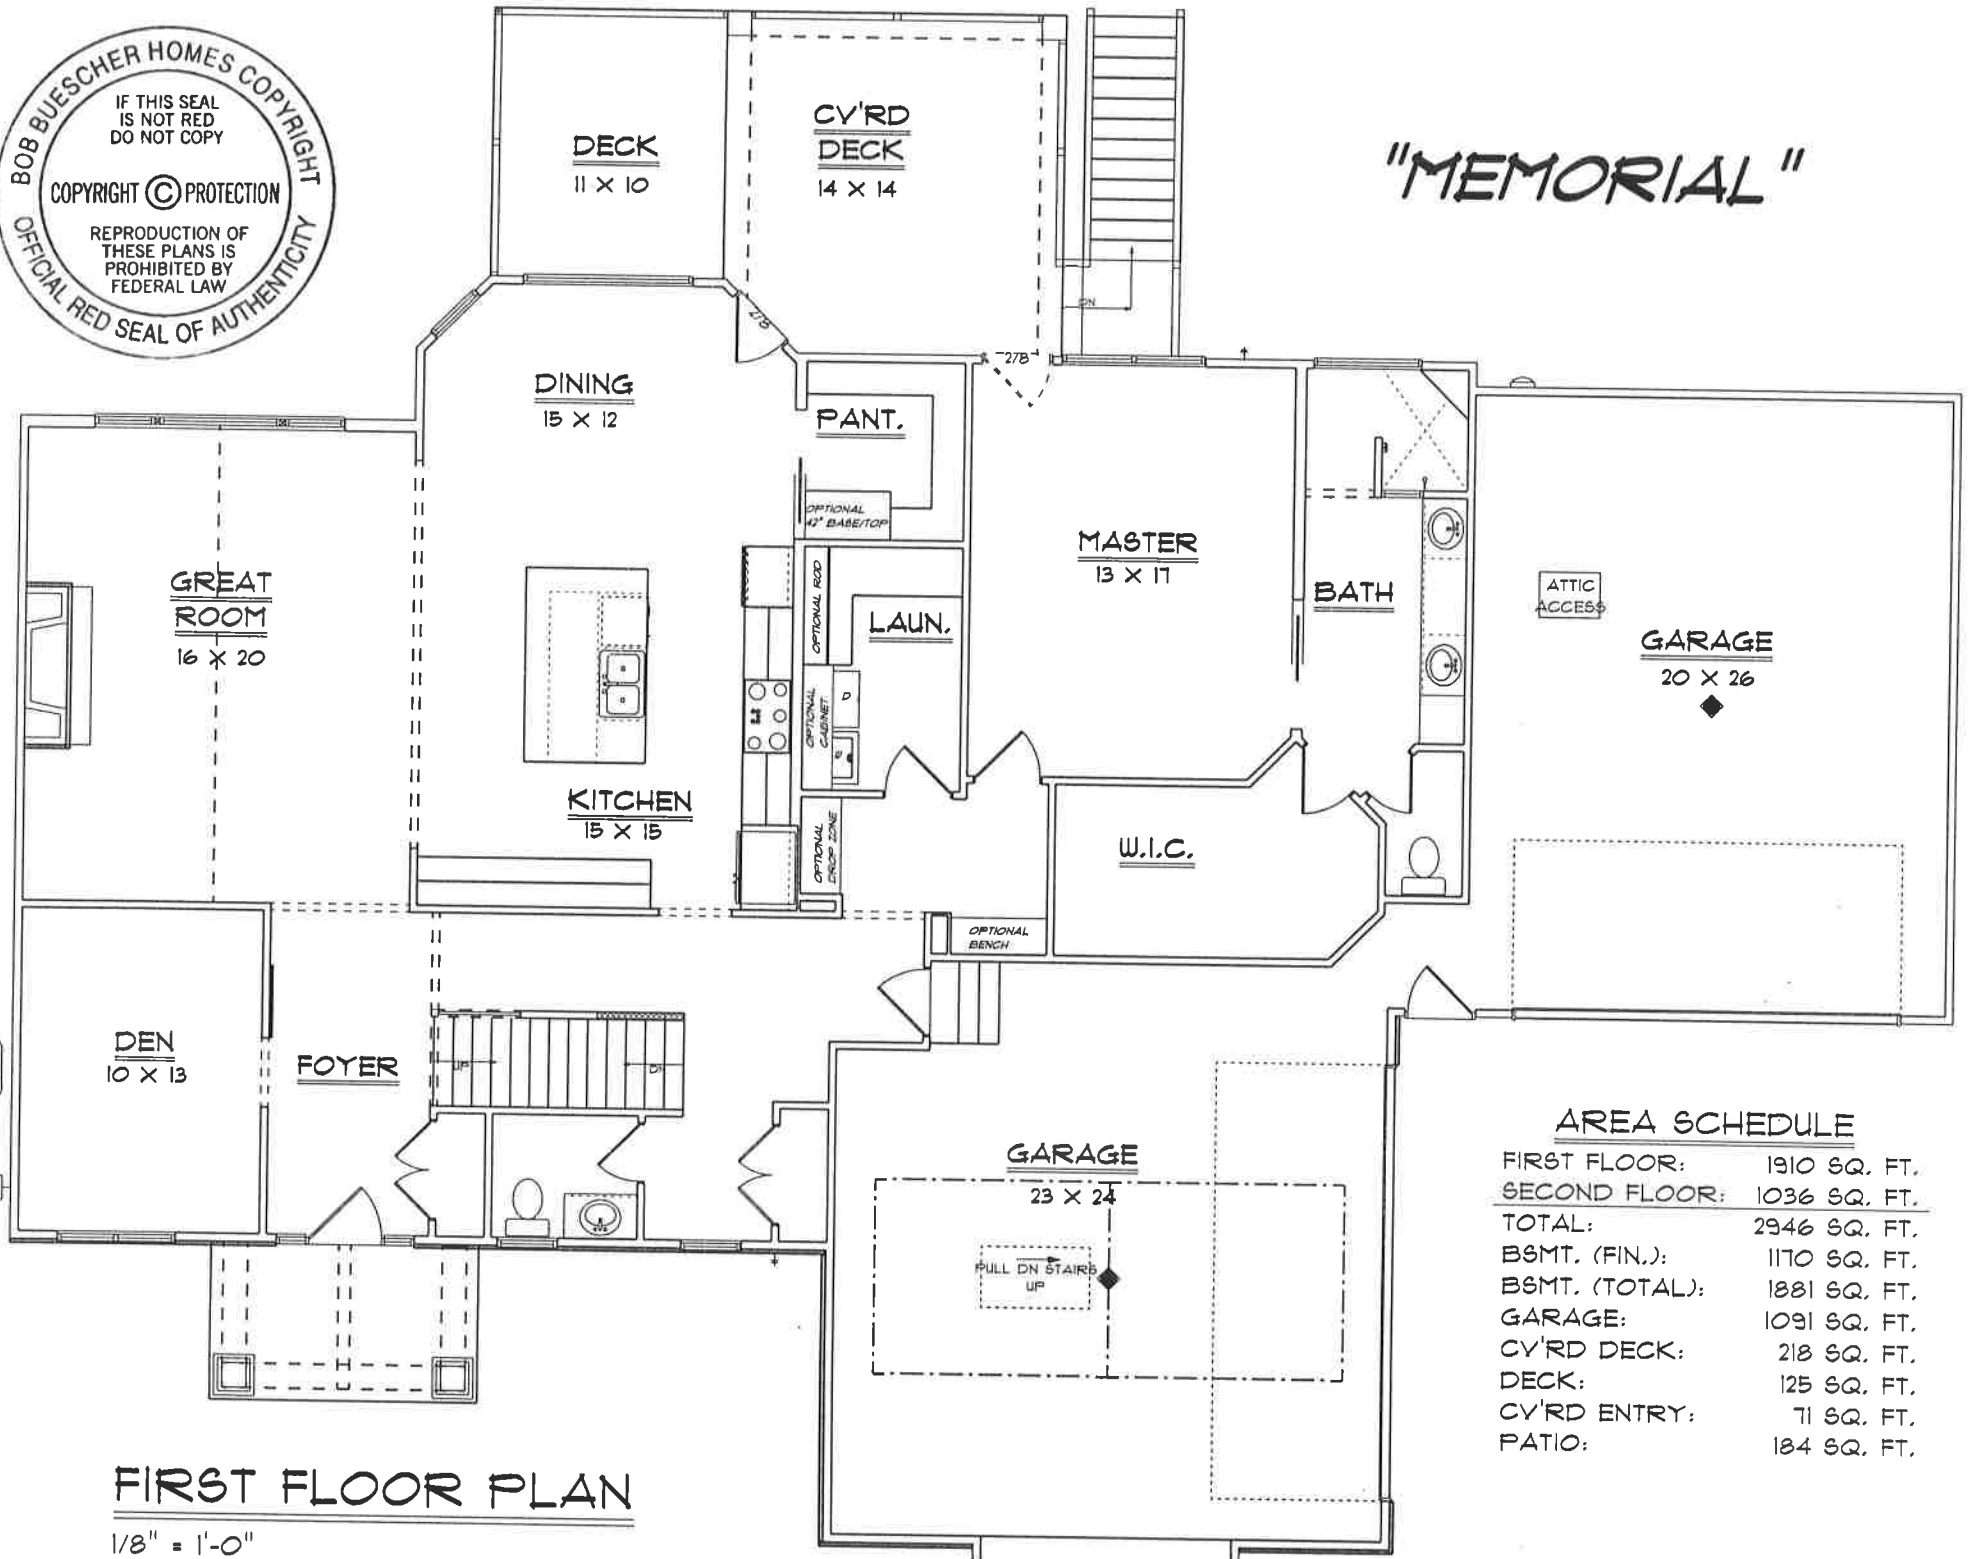 BOB BUESCHER HOMES COPYRIGHT
IF THIS SEAL
IS NOT RED
DO NOT COPY
COPYRIGHT © PROTECTION
REPRODUCTION OF
THESE PLANS IS
PROHIBITED BY
FEDERAL LAW
OFFICIAL RED SEAL OF AUTHENTICITY
"MEMORIAL"
DECK
11 X 10
CV'RD
DECK
14 X 14
DN
278
278
DINING
15 X 12
PANT.
OPTIONAL
42" BASE/TOP
GREAT
ROOM
16 X 20
OPTIONAL ROD
LAUN.
OPTIONAL
CABINET
D
MASTER
13 X 17
BATH
ATTIC
ACCESS
GARAGE
20 X 26
KITCHEN
15 X 15
OPTIONAL
DROP ZONE
W.I.C.
OPTIONAL
BENCH
DEN
10 X 13
FOYER
UP
DN
GARAGE
23 X 24
PULL DN STAIRS
UP
AREA SCHEDULE
FIRST FLOOR: 1910 SQ. FT.
SECOND FLOOR: 1036 SQ. FT.
TOTAL: 2946 SQ. FT.
BSMT. (FIN.): 1170 SQ. FT.
BSMT. (TOTAL): 1881 SQ. FT.
GARAGE: 1091 SQ. FT.
CV'RD DECK: 218 SQ. FT.
DECK: 125 SQ. FT.
CV'RD ENTRY: 71 SQ. FT.
PATIO: 184 SQ. FT.
FIRST FLOOR PLAN
1/8" = 1'-0"